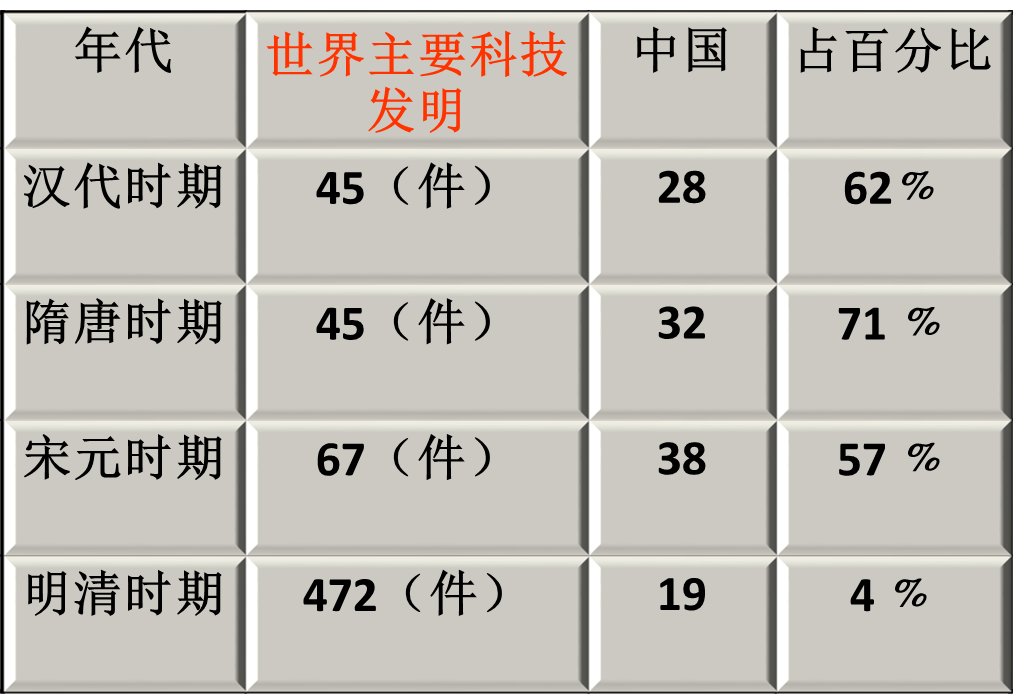 年代 世界主要科技发明 中国 占百分比
汉代时期 45（件） 28 62%
隋唐时期 45（件） 32 71 %
宋元时期 67（件） 38 57 %
明清时期 472（件） 19 4 %